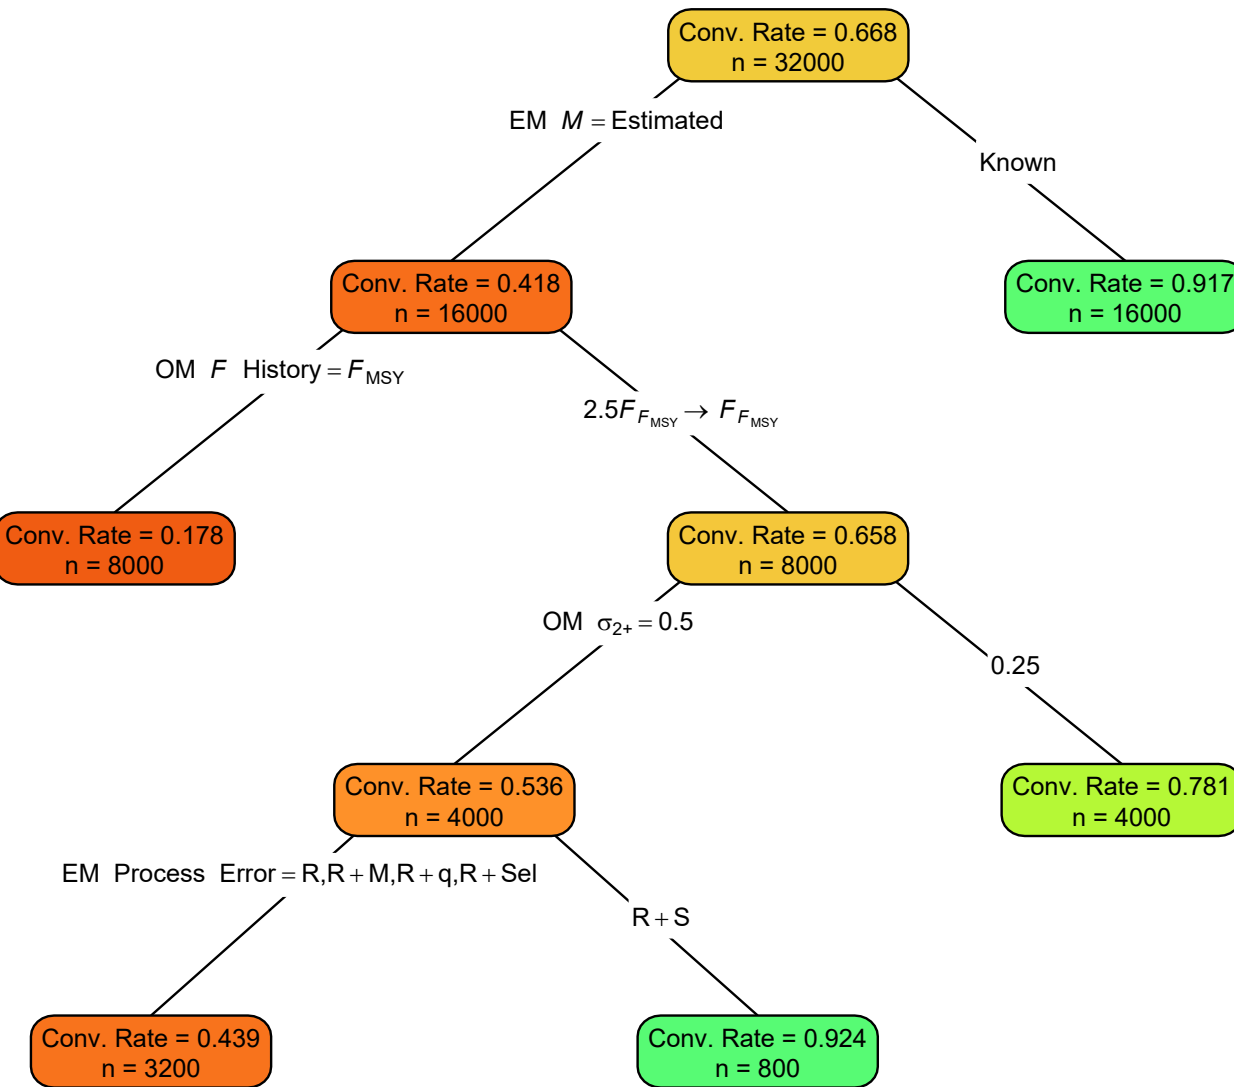 Conv. Rate = 0.668
n = 32000
EM M = Estimated
Known
Conv. Rate = 0.418
n = 16000
Conv. Rate = 0.917
n = 16000
OM F History = F_MSY
2.5F_F_MSY → F_F_MSY
Conv. Rate = 0.178
n = 8000
Conv. Rate = 0.658
n = 8000
OM σ2+ = 0.5
0.25
Conv. Rate = 0.536
n = 4000
Conv. Rate = 0.781
n = 4000
EM Process Error = R,R + M,R + q,R + Sel
R + S
Conv. Rate = 0.439
n = 3200
Conv. Rate = 0.924
n = 800